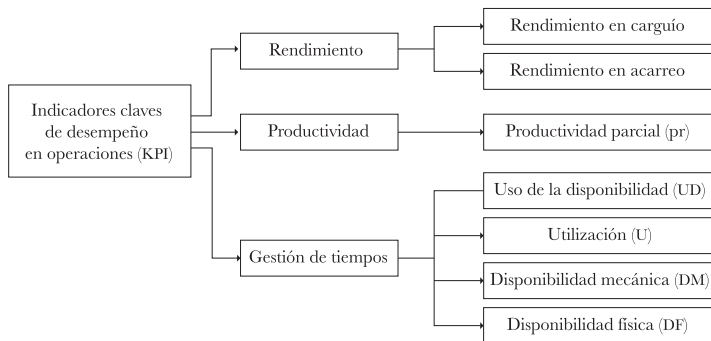 Indicadores claves
de desempeño
en operaciones (KPI)
Rendimiento
Rendimiento en carguío
Rendimiento en acarreo
Productividad
Productividad parcial (pr)
Gestión de tiempos
Uso de la disponibilidad (UD)
Utilización (U)
Disponibilidad mecánica (DM)
Disponibilidad física (DF)